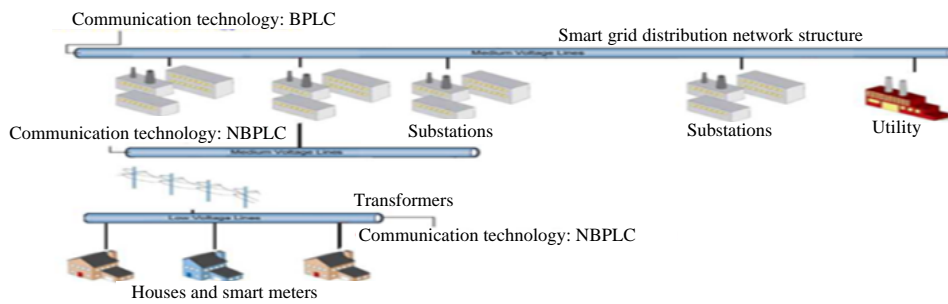 Communication technology: BPLC
Smart grid distribution network structure
Medium Voltage Lines
Communication technology: NBPLC
Substations
Substations
Utility
Medium Voltage Lines
Transformers
Low Voltage Lines
Communication technology: NBPLC
Houses and smart meters